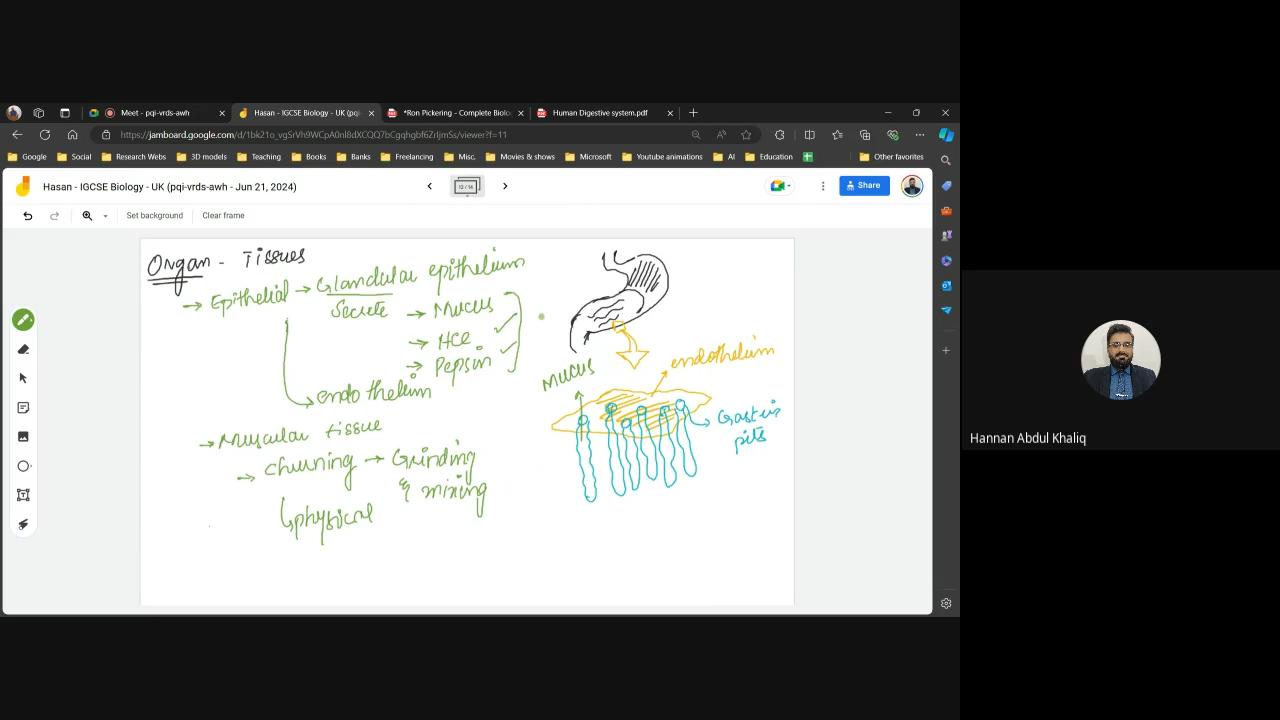 Meet - pqi-vrds-awh
Hasan - IGCSE Biology - UK (pqi
*Ron Pickering - Complete Biolo
Human Digestive system.pdf
https://jamboard.google.com/d/1bk21o_vgSrVh9WCpA0nl8dXCQQ7bCgqhgbf6ZrIjmSs/viewer?f=11
Google
Social
Research Webs
3D models
Teaching
Books
Banks
Freelancing
Misc.
Movies & shows
Microsoft
Youtube animations
AI
Education
Other favorites
Hasan - IGCSE Biology - UK (pqi-vrds-awh - Jun 21, 2024)
12 / 14
Share
Set background
Clear frame
Organ - Tissues
→ Epithelial → Glandular epithelium
Secrete → Mucus
→ HCl
→ Pepsin
endothelium
→ Muscular tissue
→ Churning → Grinding
& mixing
physical
Mucus
endothelium
Gastric
pits
Hannan Abdul Khaliq